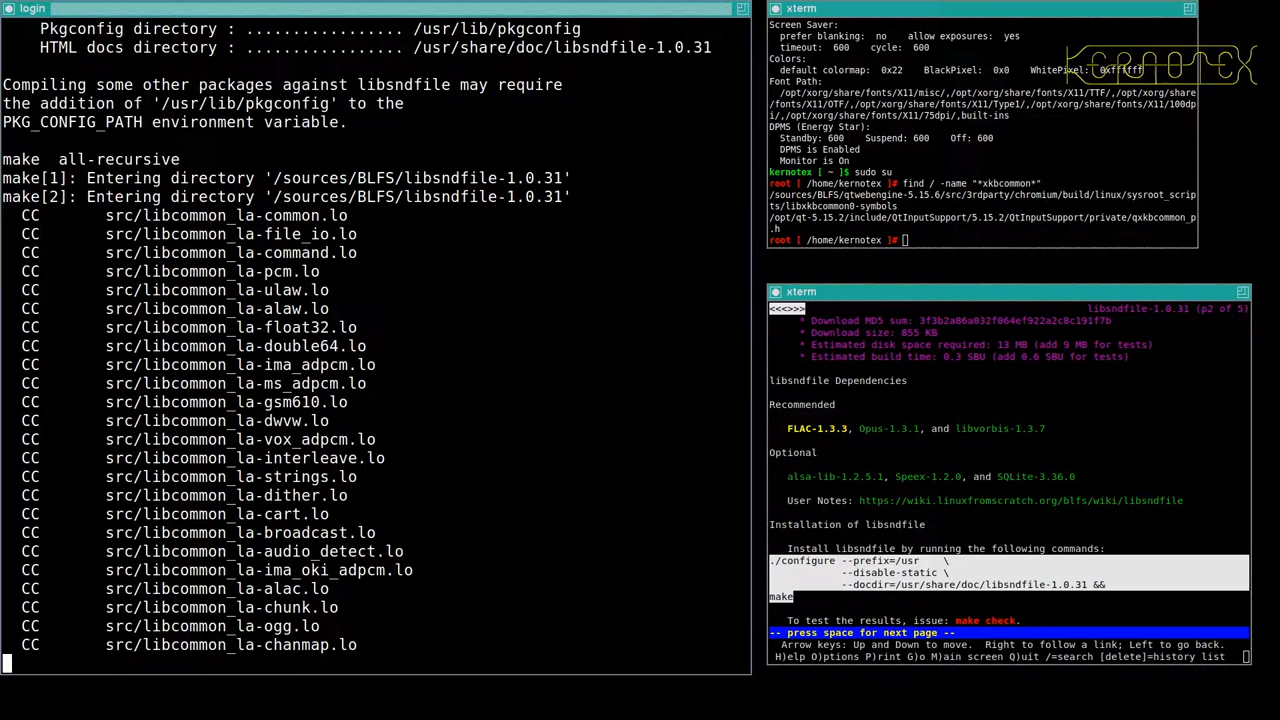 login
Pkgconfig directory : ................. /usr/lib/pkgconfig
HTML docs directory : ................. /usr/share/doc/libsndfile-1.0.31
Compiling some other packages against libsndfile may require
the addition of '/usr/lib/pkgconfig' to the
PKG_CONFIG_PATH environment variable.
make  all-recursive
make[1]: Entering directory '/sources/BLFS/libsndfile-1.0.31'
make[2]: Entering directory '/sources/BLFS/libsndfile-1.0.31'
CC       src/libcommon_la-common.lo
CC       src/libcommon_la-file_io.lo
CC       src/libcommon_la-command.lo
CC       src/libcommon_la-pcm.lo
CC       src/libcommon_la-ulaw.lo
CC       src/libcommon_la-alaw.lo
CC       src/libcommon_la-float32.lo
CC       src/libcommon_la-double64.lo
CC       src/libcommon_la-ima_adpcm.lo
CC       src/libcommon_la-ms_adpcm.lo
CC       src/libcommon_la-gsm610.lo
CC       src/libcommon_la-dwvw.lo
CC       src/libcommon_la-vox_adpcm.lo
CC       src/libcommon_la-interleave.lo
CC       src/libcommon_la-strings.lo
CC       src/libcommon_la-dither.lo
CC       src/libcommon_la-cart.lo
CC       src/libcommon_la-broadcast.lo
CC       src/libcommon_la-audio_detect.lo
CC       src/libcommon_la-ima_oki_adpcm.lo
CC       src/libcommon_la-alac.lo
CC       src/libcommon_la-chunk.lo
CC       src/libcommon_la-ogg.lo
CC       src/libcommon_la-chanmap.lo
xterm
Screen Saver:
prefer blanking:  no    allow exposures:  yes
timeout:  600    cycle:  600
Colors:
default colormap:  0x22    BlackPixel:  0x0    WhitePixel:  0xffffff
KERNOTEX
Font Path:
/opt/xorg/share/fonts/X11/misc/,/opt/xorg/share/fonts/X11/TTF/,/opt/xorg/share
/fonts/X11/OTF/,/opt/xorg/share/fonts/X11/Type1/,/opt/xorg/share/fonts/X11/100dp
i/,/opt/xorg/share/fonts/X11/75dpi/,built-ins
DPMS (Energy Star):
Standby: 600    Suspend: 600    Off: 600
DPMS is Enabled
Monitor is On
kernotex [ ~ ]$ sudo su
root [ /home/kernotex ]# find / -name "*xkbcommon*"
/sources/BLFS/qtwebengine-5.15.6/src/3rdparty/chromium/build/linux/sysroot_scrip
ts/libxkbcommon0-symbols
/opt/qt-5.15.2/include/QtInputSupport/5.15.2/QtInputSupport/private/qxkbcommon_p
.h
root [ /home/kernotex ]#
xterm
<<<>>> libsndfile-1.0.31 (p2 of 5)
* Download MD5 sum: 3f3b2a86a032f064ef922a2c8c191f7b
* Download size: 855 KB
* Estimated disk space required: 13 MB (add 9 MB for tests)
* Estimated build time: 0.3 SBU (add 0.6 SBU for tests)
libsndfile Dependencies
Recommended
FLAC-1.3.3, Opus-1.3.1, and libvorbis-1.3.7
Optional
alsa-lib-1.2.5.1, Speex-1.2.0, and SQLite-3.36.0
User Notes: https://wiki.linuxfromscratch.org/blfs/wiki/libsndfile
Installation of libsndfile
Install libsndfile by running the following commands:
./configure --prefix=/usr    \
--disable-static \
--docdir=/usr/share/doc/libsndfile-1.0.31 &&
make
To test the results, issue: make check.
-- press space for next page --
Arrow keys: Up and Down to move.  Right to follow a link; Left to go back.
H)elp O)ptions P)rint G)o M)ain screen Q)uit /=search [delete]=history list